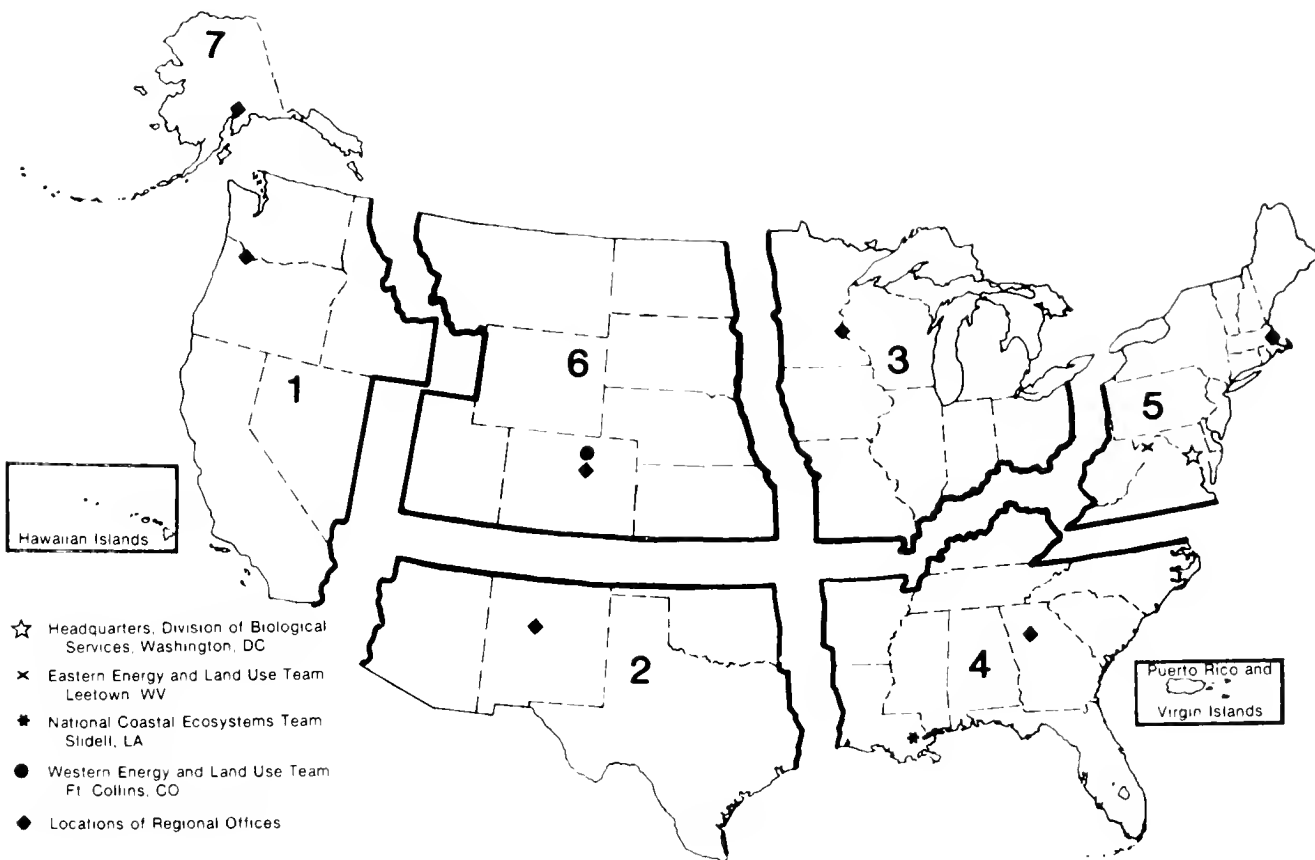 7
6
3
1
5
Hawaiian Islands
2
4
Puerto Rico and
Virgin Islands
Headquarters, Division of Biological
Services, Washington, DC
Eastern Energy and Land Use Team
Leetown WV
National Coastal Ecosystems Team
Slidell, LA
Western Energy and Land Use Team
Ft Collins, CO
Locations of Regional Offices